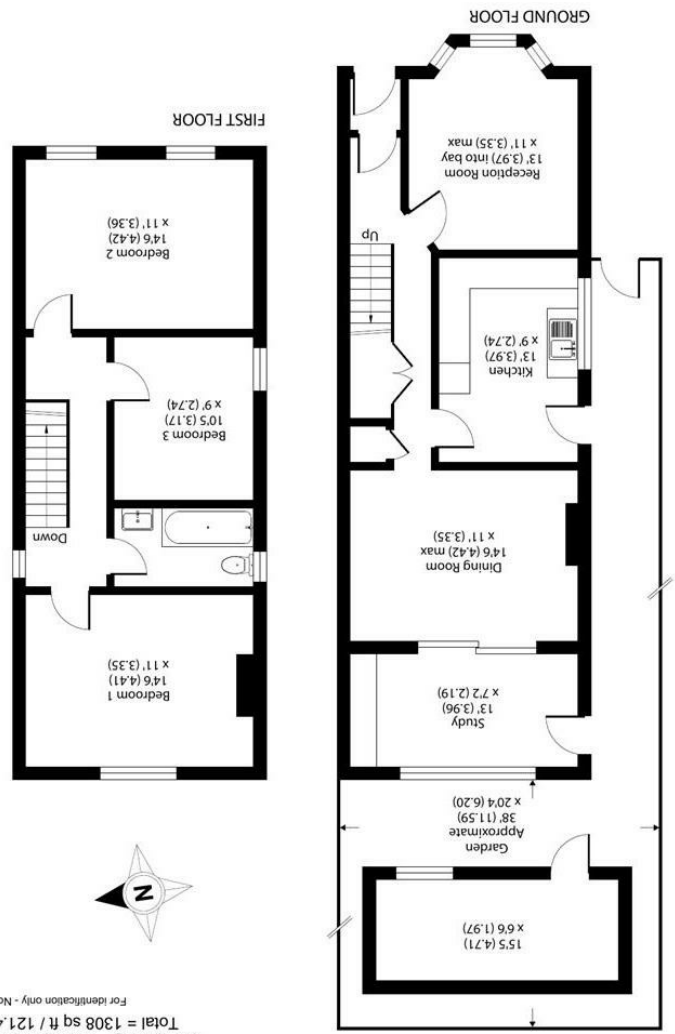 Total = 1308 sq ft / 121.4
For identification only - No
N
15'5 (4.71)
x 6'6 (1.97)
Garden
Approximate
38' (11.59)
x 20'4 (6.20)
Study
13' (3.96)
x 7'2 (2.19)
Dining Room
14'6 (4.42) max
x 11' (3.35)
Kitchen
13' (3.97)
x 9' (2.74)
Up
Reception Room
13' (3.97) into bay
x 11' (3.35) max
GROUND FLOOR
Bedroom 1
14'6 (4.41)
x 11' (3.35)
Down
Bedroom 3
10'5 (3.17)
x 9' (2.74)
Bedroom 2
14'6 (4.42)
x 11' (3.36)
FIRST FLOOR